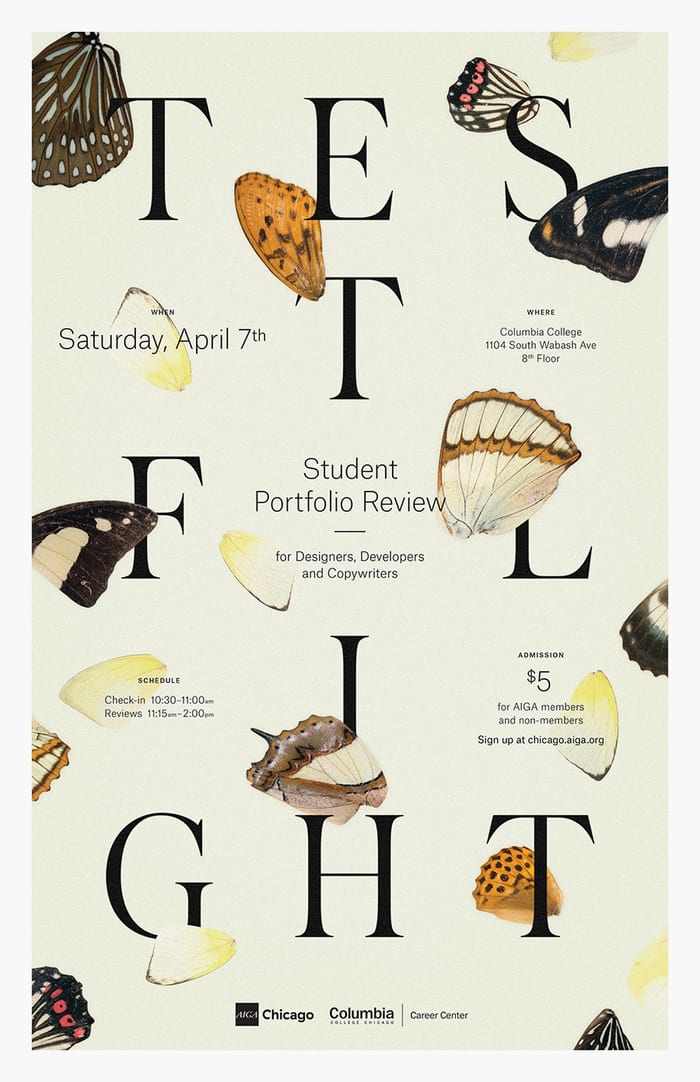 TES
T
WHEN
Saturday, April 7th
WHERE
Columbia College
1104 South Wabash Ave
8th Floor
F L
Student
Portfolio Review
for Designers, Developers
and Copywriters
I
SCHEDULE
Check-in 10:30–11:00am
Reviews 11:15am–2:00pm
ADMISSION
$5
for AIGA members
and non-members
Sign up at chicago.aiga.org
GHT
AIGA Chicago
Columbia
COLLEGE CHICAGO
Career Center